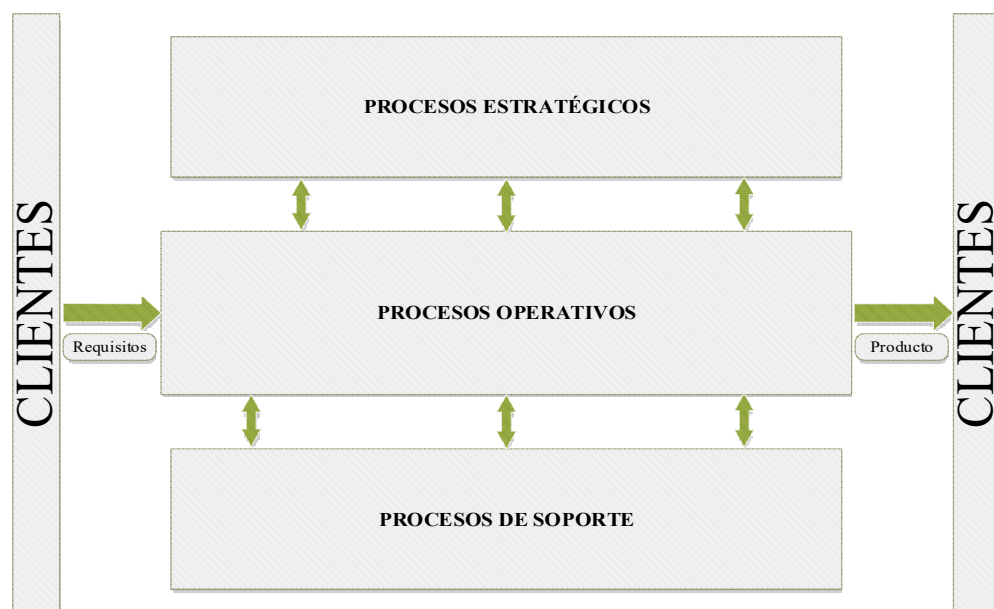 CLIENTES
PROCESOS ESTRATÉGICOS
PROCESOS OPERATIVOS
Requisitos
Producto
PROCESOS DE SOPORTE
CLIENTES